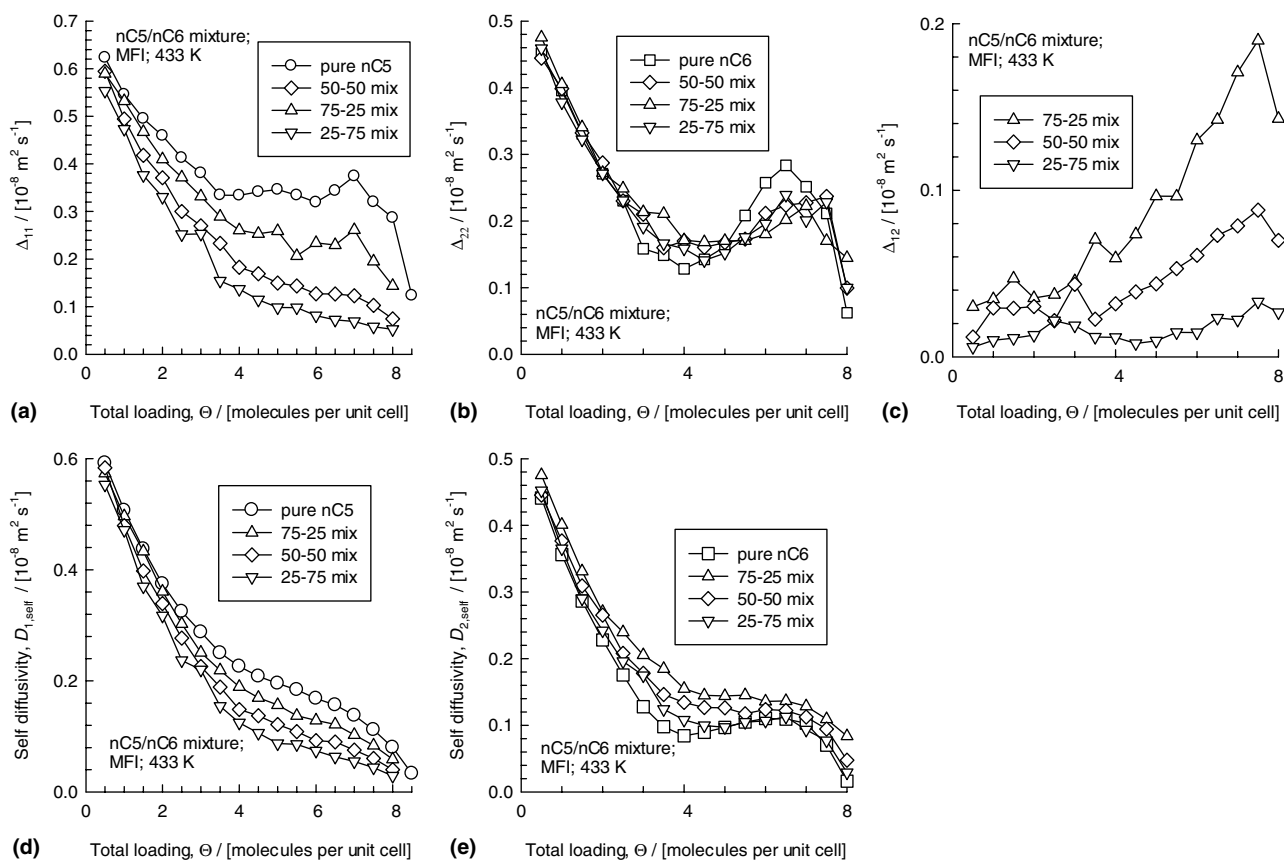 nC5/nC6 mixture;
MFI; 433 K
pure nC5
50-50 mix
75-25 mix
25-75 mix
Δ11 / [10-8 m2 s-1]
0.7
0.6
0.5
0.4
0.3
0.2
0.1
0.0
0 2 4 6 8
(a) Total loading, Θ / [molecules per unit cell]
pure nC6
50-50 mix
75-25 mix
25-75 mix
nC5/nC6 mixture;
MFI; 433 K
Δ22 / [10-8 m2 s-1]
0.5
0.4
0.3
0.2
0.1
0.0
0 2 4 6 8
(b) Total loading, Θ / [molecules per unit cell]
nC5/nC6 mixture;
MFI; 433 K
75-25 mix
50-50 mix
25-75 mix
Δ12 / [10-8 m2 s-1]
0.2
0.1
0.0
0 4 8
(c) Total loading, Θ / [molecules per unit cell]
pure nC5
75-25 mix
50-50 mix
25-75 mix
nC5/nC6 mixture;
MFI; 433 K
Self diffusivity, D1,self / [10-8 m2 s-1]
0.6
0.4
0.2
0.0
0 2 4 6 8
(d) Total loading, Θ / [molecules per unit cell]
pure nC6
75-25 mix
50-50 mix
25-75 mix
nC5/nC6 mixture;
MFI; 433 K
Self diffusivity, D2,self / [10-8 m2 s-1]
0.5
0.4
0.3
0.2
0.1
0.0
0 2 4 6 8
(e) Total loading, Θ / [molecules per unit cell]